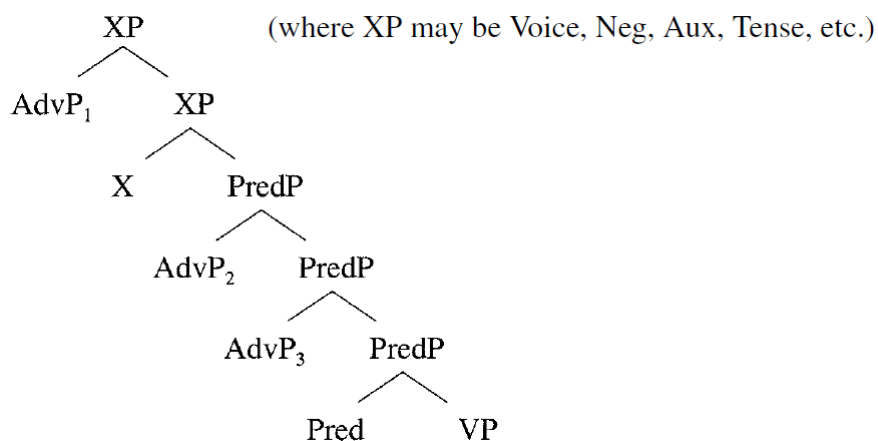 XP (where XP may be Voice, Neg, Aux, Tense, etc.)
AdvP₁ XP
X PredP
AdvP₂ PredP
AdvP₃ PredP
Pred VP